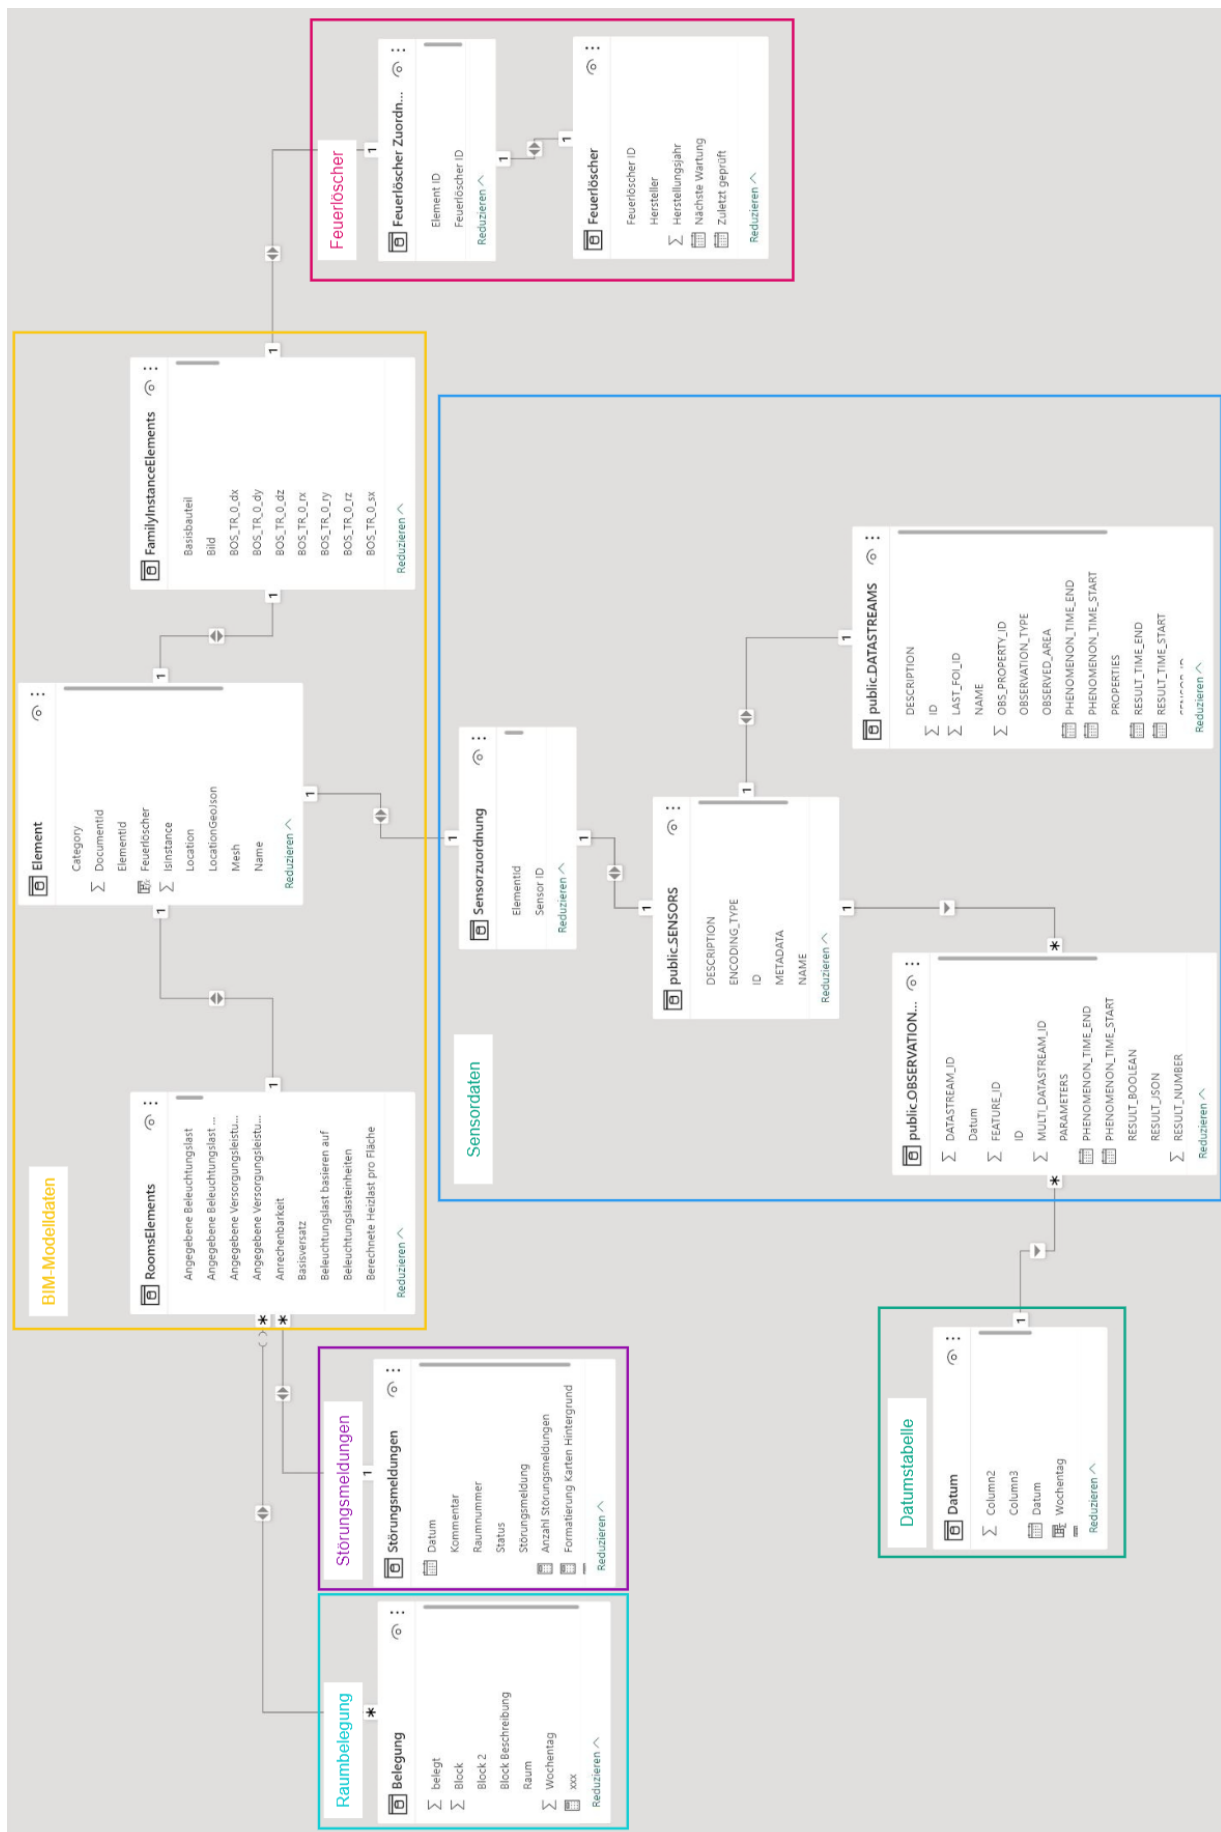 Raumbelegung
Belegung
belegt
Block
Block 2
Block Beschreibung
Raum
Wochentag
xxx
Reduzieren
Störungsmeldungen
Störungsmeldungen
Datum
Kommentar
Raumnummer
Status
Störungsmeldung
Anzahl Störungsmeldungen
Formatierung Karten Hintergrund
Reduzieren
BIM-Modelldaten
RoomsElements
Angegebene Beleuchtungslast
Angegebene Beleuchtungslast ...
Angegebene Versorgungsleistu...
Angegebene Versorgungsleistu...
Anrechenbarkeit
Basisversatz
Beleuchtungslast basieren auf
Beleuchtungslasteinheiten
Berechnete Heizlast pro Fläche
Reduzieren
Element
Category
DocumentId
ElementId
Feuerlöscher
IsInstance
Location
LocationGeoJson
Mesh
Name
Reduzieren
FamilyInstanceElements
Basisbauteil
Bild
BOS_TR_0_dx
BOS_TR_0_dy
BOS_TR_0_dz
BOS_TR_0_rx
BOS_TR_0_ry
BOS_TR_0_rz
BOS_TR_0_sx
Reduzieren
Feuerlöscher
Feuerlöscher Zuordn...
Element ID
Feuerlöscher ID
Reduzieren
Feuerlöscher
Feuerlöscher ID
Hersteller
Herstellungsjahr
Nächste Wartung
Zuletzt geprüft
Reduzieren
Sensordaten
Sensorzuordnung
ElementId
Sensor ID
Reduzieren
public.SENSORS
DESCRIPTION
ENCODING_TYPE
ID
METADATA
NAME
Reduzieren
public.DATASTREAMS
DESCRIPTION
ID
LAST_FOI_ID
NAME
OBS_PROPERTY_ID
OBSERVATION_TYPE
OBSERVED_AREA
PHENOMENON_TIME_END
PHENOMENON_TIME_START
PROPERTIES
RESULT_TIME_END
RESULT_TIME_START
Reduzieren
public.OBSERVATION...
DATASTREAM_ID
Datum
FEATURE_ID
ID
MULTI_DATASTREAM_ID
PARAMETERS
PHENOMENON_TIME_END
PHENOMENON_TIME_START
RESULT_BOOLEAN
RESULT_JSON
RESULT_NUMBER
Reduzieren
Datumstabelle
Datum
Column2
Column3
Datum
Wochentag
Reduzieren